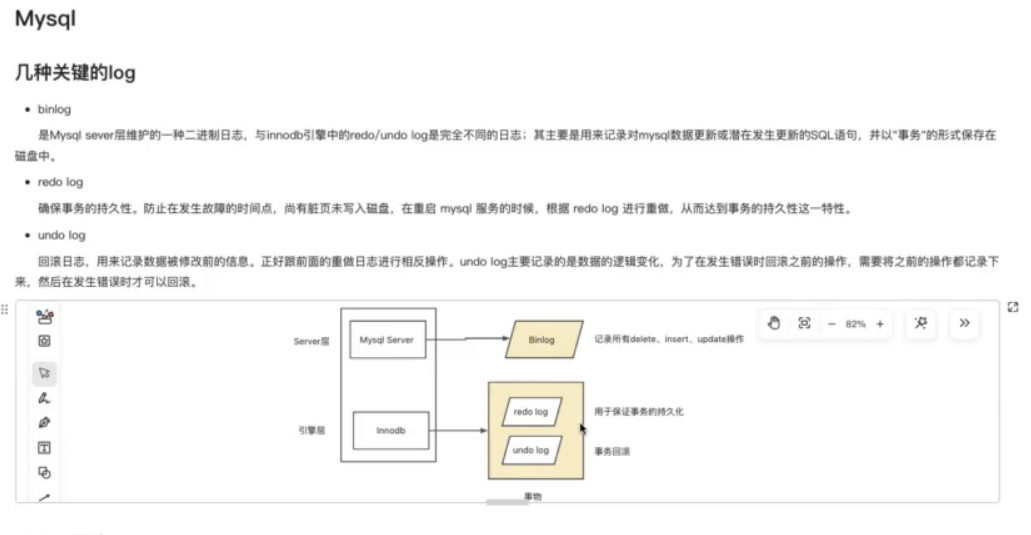 Mysql
几种关键的log
binlog
是Mysql sever层维护的一种二进制日志，与innodb引擎中的redo/undo log是完全不同的日志；其主要是用来记录对mysql数据更新或潜在发生更新的SQL语句，并以"事务"的形式保存在
磁盘中。
redo log
确保事务的持久性。防止在发生故障的时间点，尚有脏页未写入磁盘，在重启 mysql 服务的时候，根据 redo log 进行重做，从而达到事务的持久性这一特性。
undo log
回滚日志，用来记录数据被修改前的信息。正好跟前面的重做日志进行相反操作。undo log主要记录的是数据的逻辑变化，为了在发生错误时回滚之前的操作，需要将之前的操作都记录下
来，然后在发生错误时才可以回滚。
82%
Server层
Mysql Server
Binlog
记录所有delete、insert、update操作
引擎层
Innodb
redo log
用于保证事务的持久化
undo log
事务回滚
事物